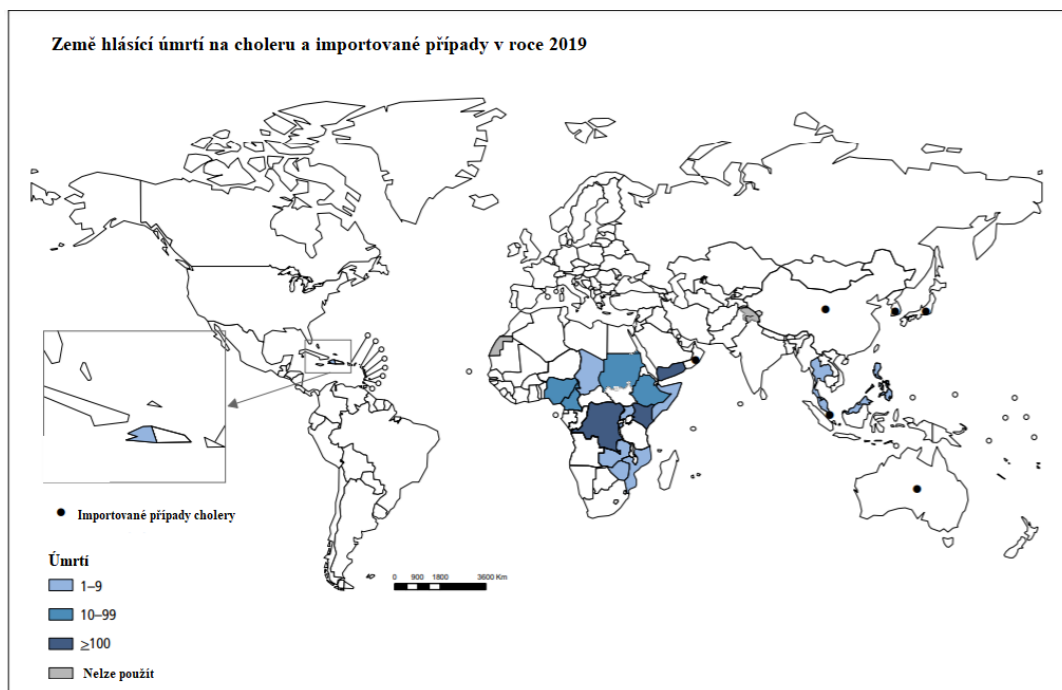 Země hlásící úmrtí na choleru a importované případy v roce 2019
Importované případy cholery
Úmrtí
1–9
10–99
≥100
Nelze použít
0 900 1800 3600 Km